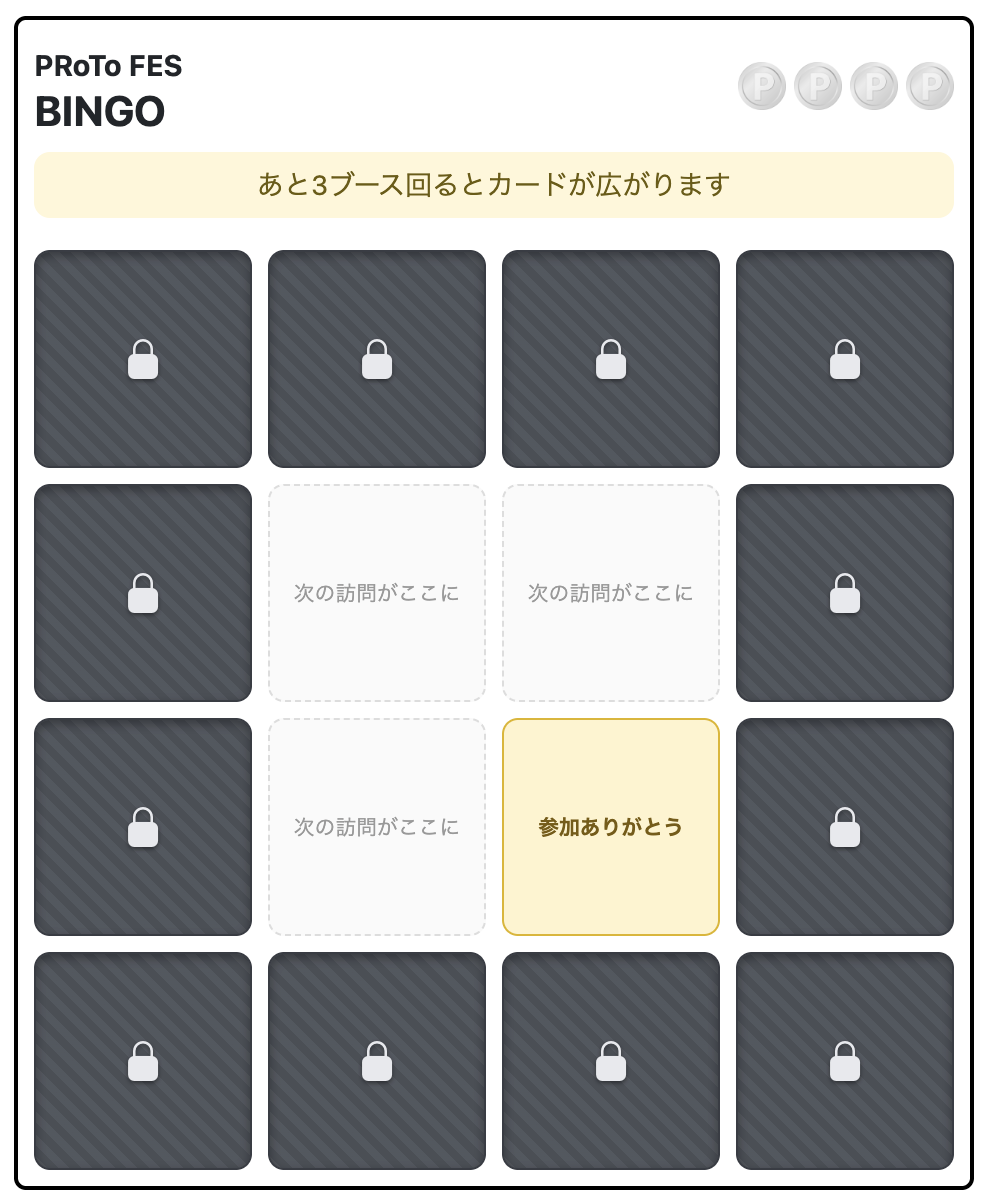 PRoTo FES
BINGO
P P P P
あと3ブース回るとカードが広がります
次の訪問がここに
次の訪問がここに
次の訪問がここに
参加ありがとう